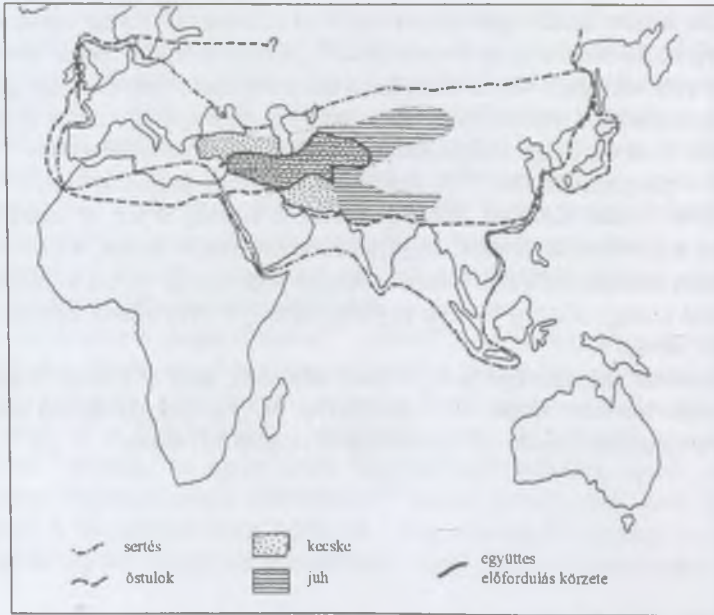 ?
sertés
őstulok
kecske
juh
együttes
előfordulás körzete